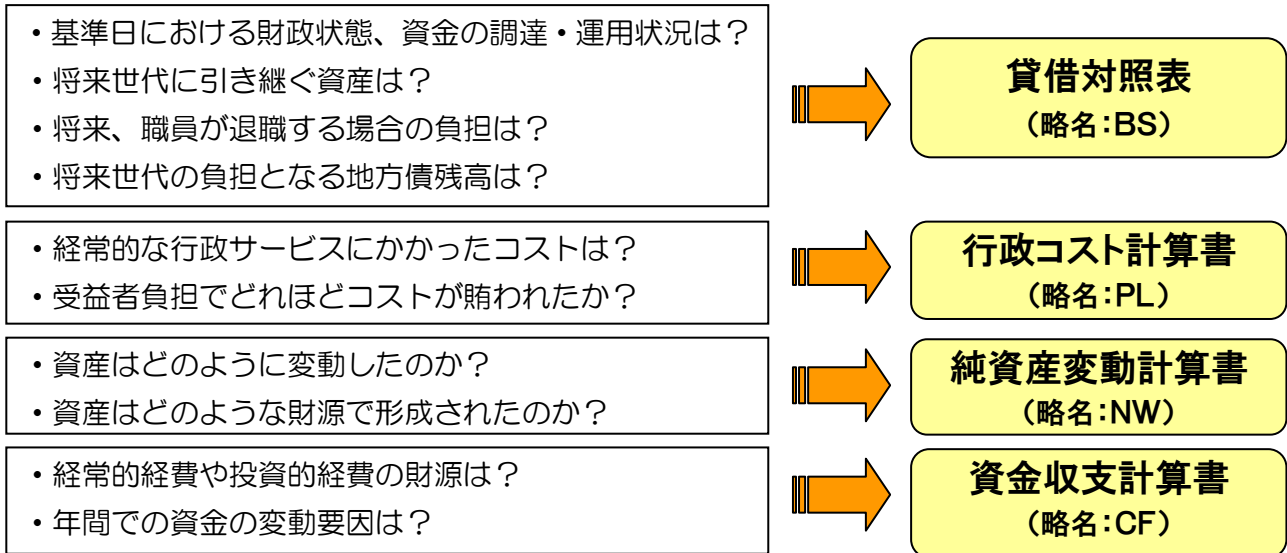 ・基準日における財政状態、資金の調達・運用状況は？
・将来世代に引き継ぐ資産は？
・将来、職員が退職する場合の負担は？
・将来世代の負担となる地方債残高は？
貸借対照表
（略名：BS）
・経常的な行政サービスにかかったコストは？
・受益者負担でどれほどコストが賄われたか？
行政コスト計算書
（略名：PL）
・資産はどのように変動したのか？
・資産はどのような財源で形成されたのか？
純資産変動計算書
（略名：NW）
・経常的経費や投資的経費の財源は？
・年間での資金の変動要因は？
資金収支計算書
（略名：CF）